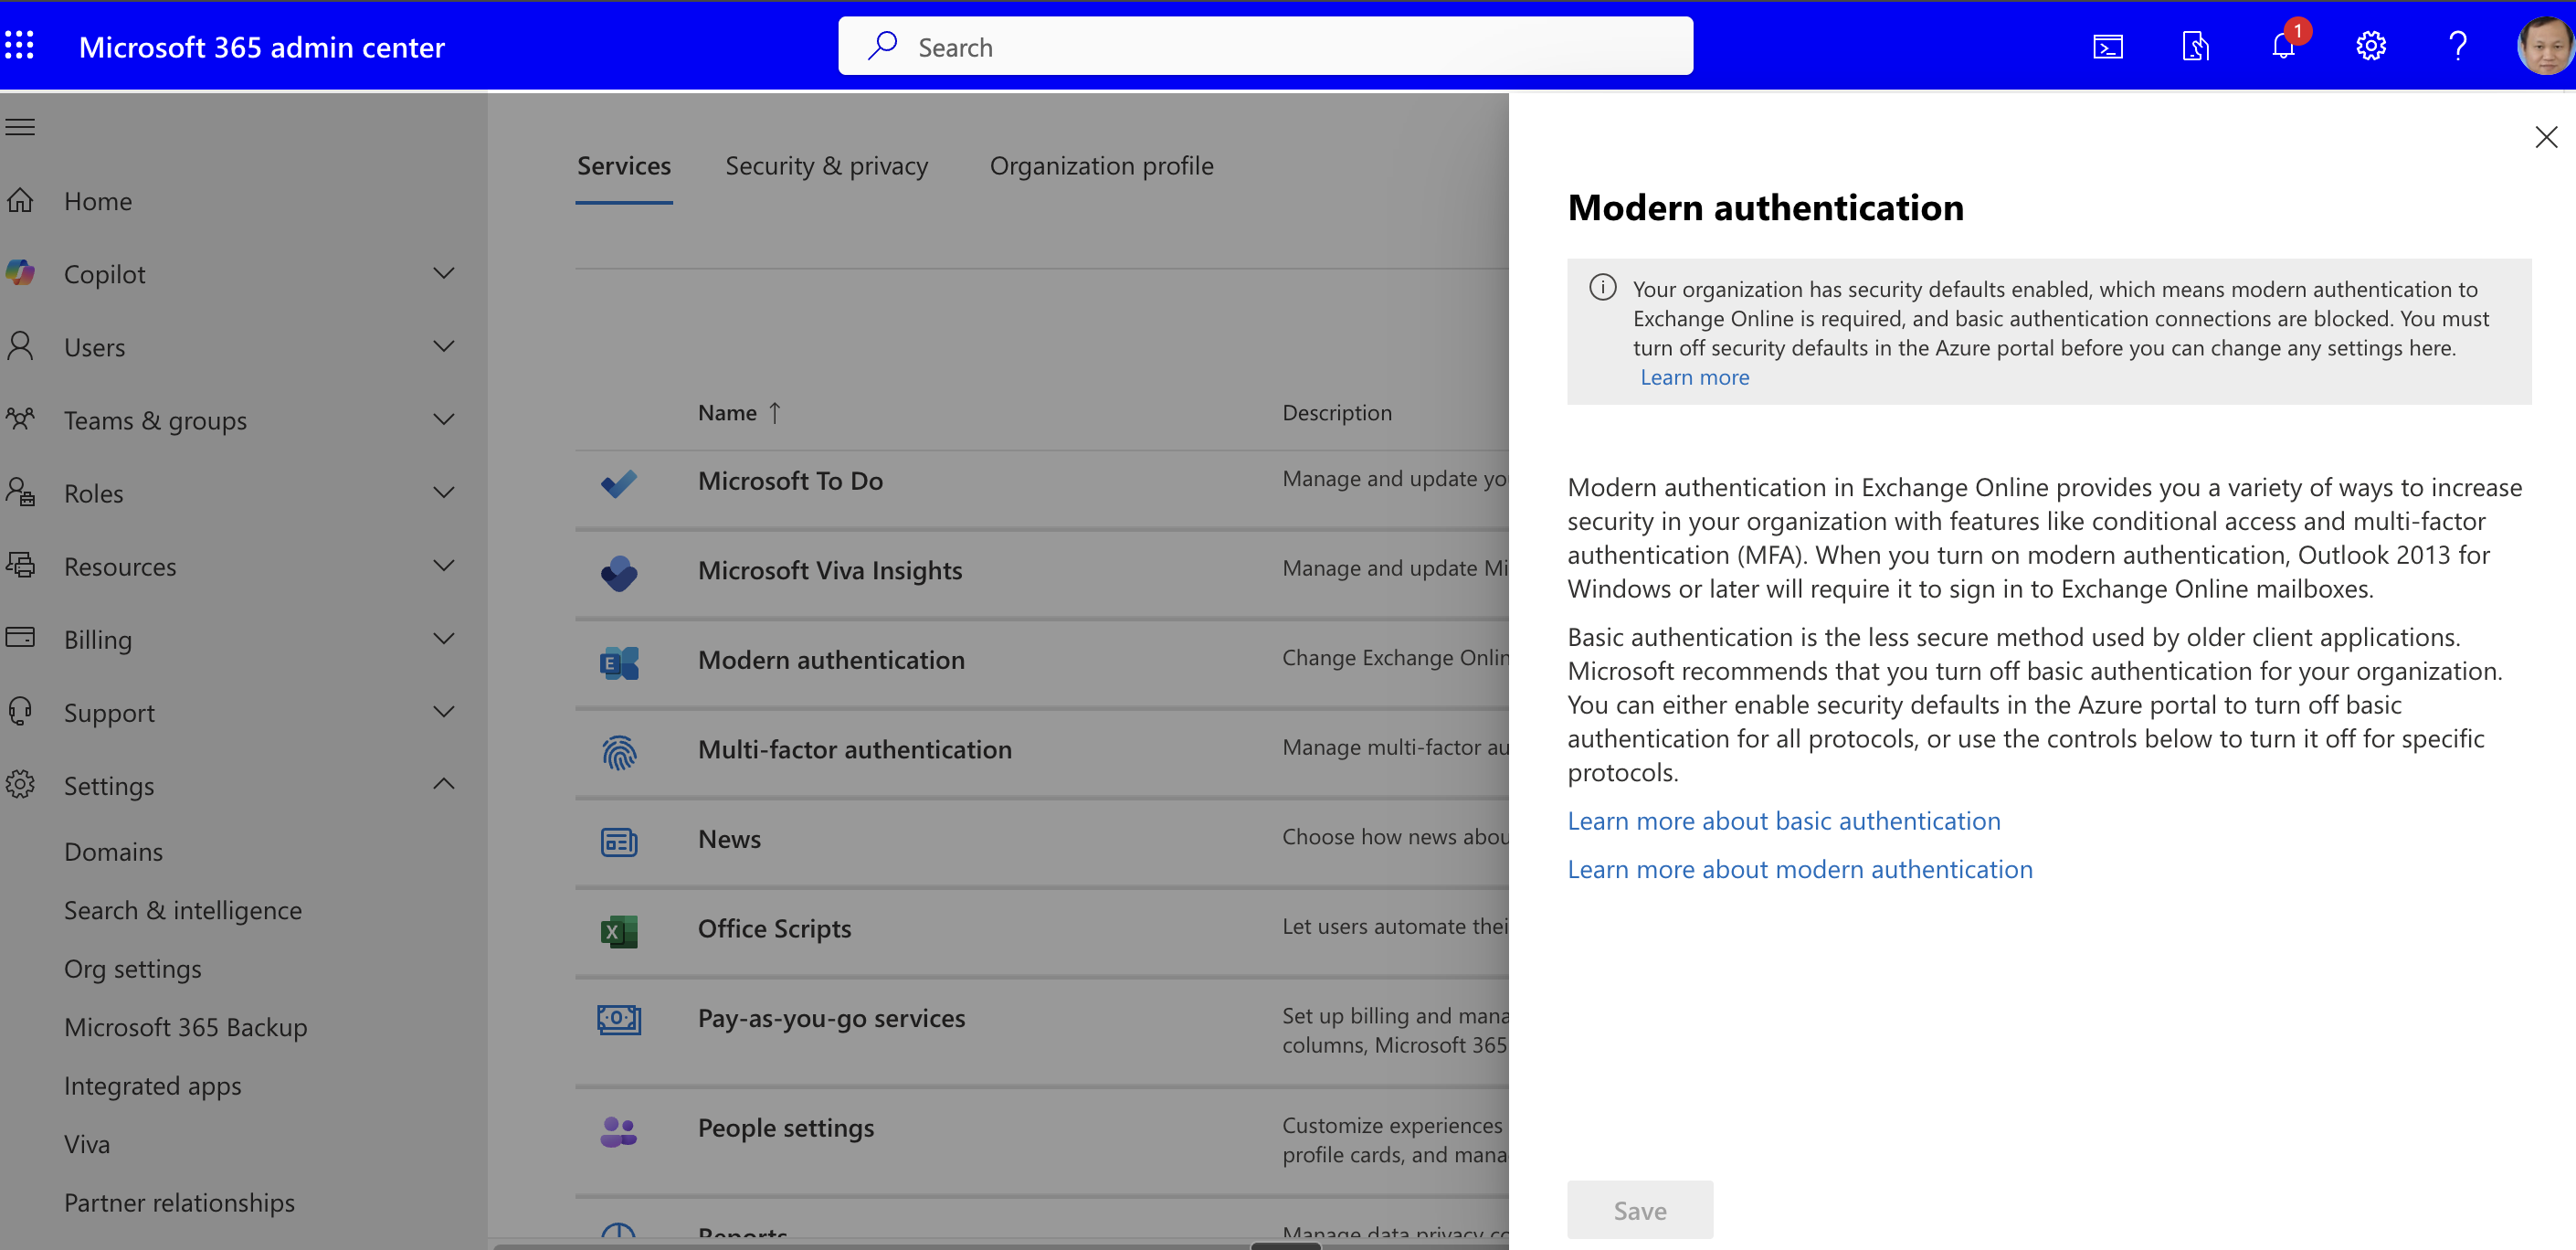 Microsoft 365 admin center
Search
1
Home
Copilot
Users
Teams & groups
Roles
Resources
Billing
Support
Settings
Domains
Search & intelligence
Org settings
Microsoft 365 Backup
Integrated apps
Viva
Partner relationships
Services
Security & privacy
Organization profile
Name ↑
Description
Microsoft To Do
Manage and update yo
Microsoft Viva Insights
Manage and update Mi
Modern authentication
Change Exchange Onlin
Multi-factor authentication
Manage multi-factor au
News
Choose how news abou
Office Scripts
Let users automate thei
Pay-as-you-go services
Set up billing and mana
columns, Microsoft 365
People settings
Customize experiences
profile cards, and mana
Reports
Manage data privacy co
Modern authentication
Your organization has security defaults enabled, which means modern authentication to
Exchange Online is required, and basic authentication connections are blocked. You must
turn off security defaults in the Azure portal before you can change any settings here.
Learn more
Modern authentication in Exchange Online provides you a variety of ways to increase
security in your organization with features like conditional access and multi-factor
authentication (MFA). When you turn on modern authentication, Outlook 2013 for
Windows or later will require it to sign in to Exchange Online mailboxes.
Basic authentication is the less secure method used by older client applications.
Microsoft recommends that you turn off basic authentication for your organization.
You can either enable security defaults in the Azure portal to turn off basic
authentication for all protocols, or use the controls below to turn it off for specific
protocols.
Learn more about basic authentication
Learn more about modern authentication
Save